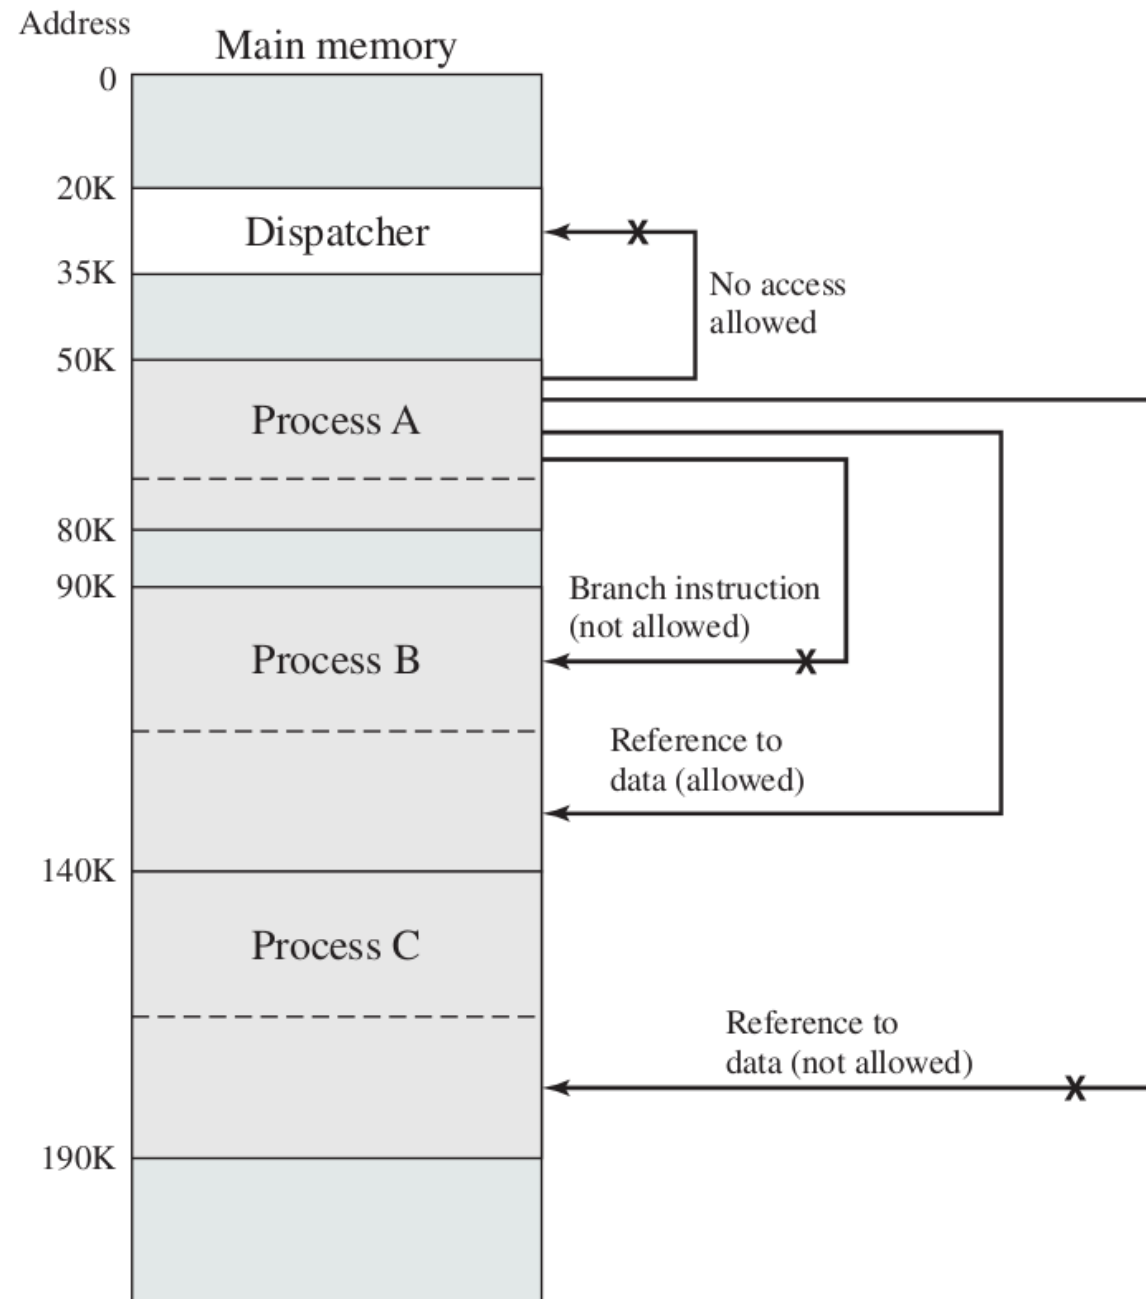 Address
Main memory
0
20K
Dispatcher
35K
No access
allowed
50K
Process A
80K
90K
Branch instruction
(not allowed)
Process B
X
Reference to
data (allowed)
140K
Process C
Reference to
data (not allowed)
X
190K